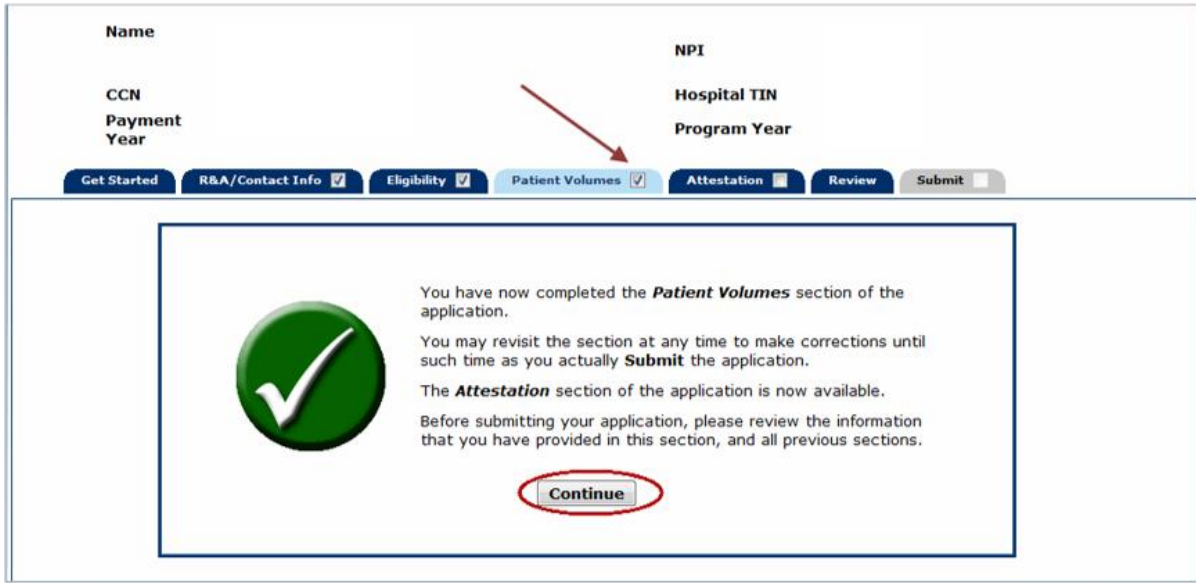 Name
NPI
CCN
Hospital TIN
Payment
Year
Program Year
Get Started R&A/Contact Info Eligibility Patient Volumes Attestation Review Submit
You have now completed the Patient Volumes section of the
application.
You may revisit the section at any time to make corrections until
such time as you actually Submit the application.
The Attestation section of the application is now available.
Before submitting your application, please review the information
that you have provided in this section, and all previous sections.
Continue